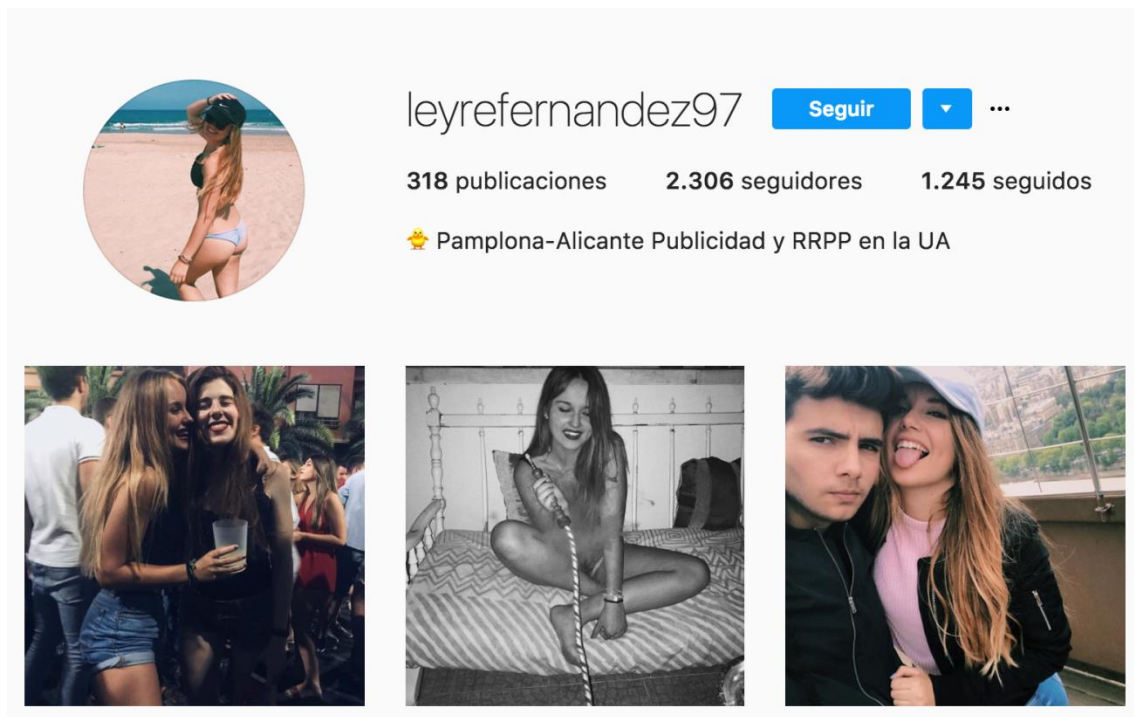 leyrefernandez97 Seguir
318 publicaciones 2.306 seguidores 1.245 seguidos
🐥 Pamplona-Alicante Publicidad y RRPP en la UA